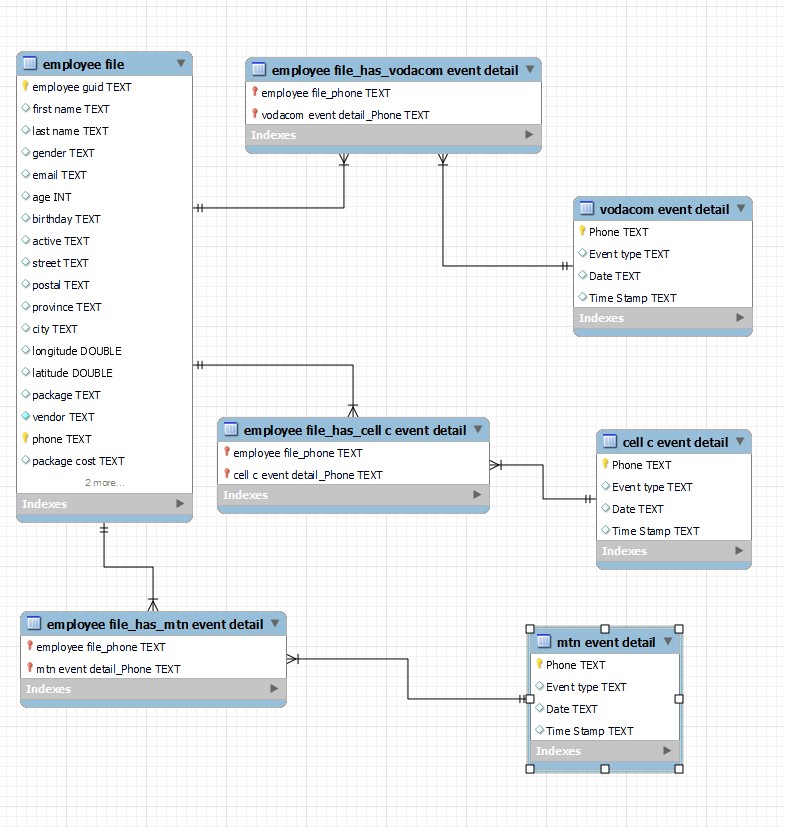 employee file
employee guid TEXT
first name TEXT
last name TEXT
gender TEXT
email TEXT
age INT
birthday TEXT
active TEXT
street TEXT
postal TEXT
province TEXT
city TEXT
longitude DOUBLE
latitude DOUBLE
package TEXT
vendor TEXT
phone TEXT
package cost TEXT
2 more...
Indexes
employee file_has_vodacom event detail
employee file_phone TEXT
vodacom event detail_Phone TEXT
Indexes
vodacom event detail
Phone TEXT
Event type TEXT
Date TEXT
Time Stamp TEXT
Indexes
employee file_has_cell c event detail
employee file_phone TEXT
cell c event detail_Phone TEXT
Indexes
cell c event detail
Phone TEXT
Event type TEXT
Date TEXT
Time Stamp TEXT
Indexes
employee file_has_mtn event detail
employee file_phone TEXT
mtn event detail_Phone TEXT
Indexes
mtn event detail
Phone TEXT
Event type TEXT
Date TEXT
Time Stamp TEXT
Indexes